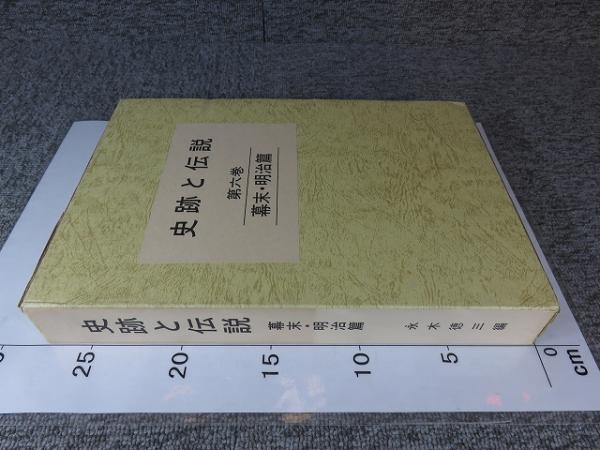 史跡と伝説
第六巻
幕末・明治篇
史跡と伝説 幕末・明治篇 永木徳三編
25 20 15 10 5 0 cm